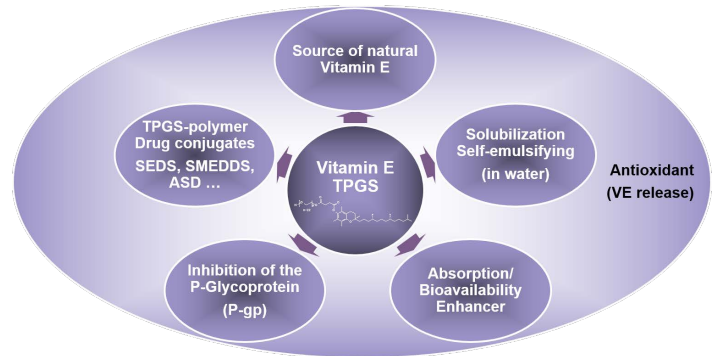 Source of natural
Vitamin E
TPGS-polymer
Drug conjugates
SEDS, SMEDDS,
ASD ...
Solubilization
Self-emulsifying
(in water)
Vitamin E
TPGS
Antioxidant
(VE release)
Inhibition of the
P-Glycoprotein
(P-gp)
Absorption/
Bioavailability
Enhancer